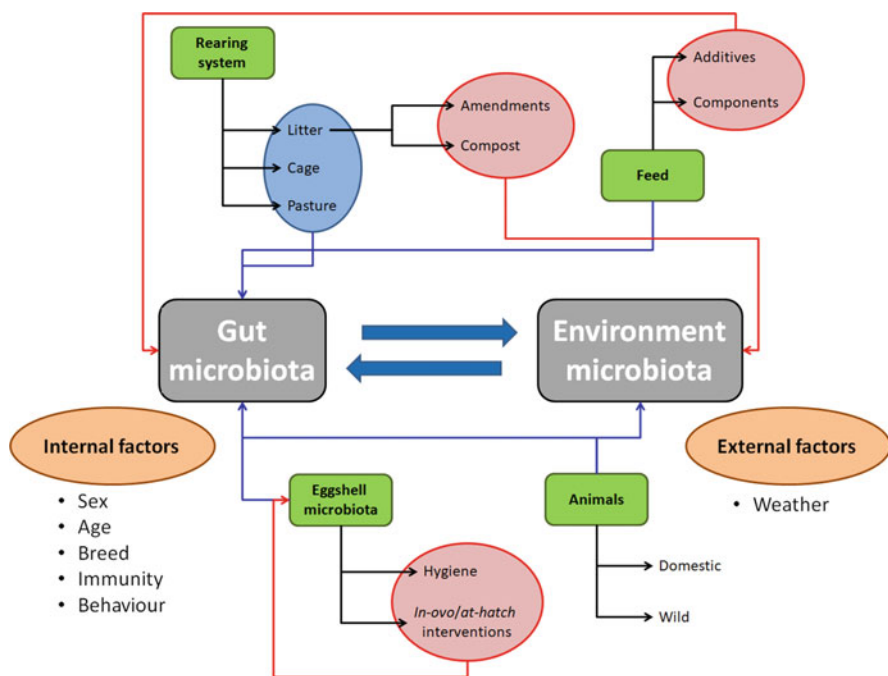 Rearing
system
Litter
Cage
Pasture
Amendments
Compost
Additives
Components
Feed
Gut
microbiota
Environment
microbiota
Internal factors
• Sex
• Age
• Breed
• Immunity
• Behaviour
External factors
• Weather
Eggshell
microbiota
Hygiene
In-ovo/at-hatch
interventions
Animals
Domestic
Wild